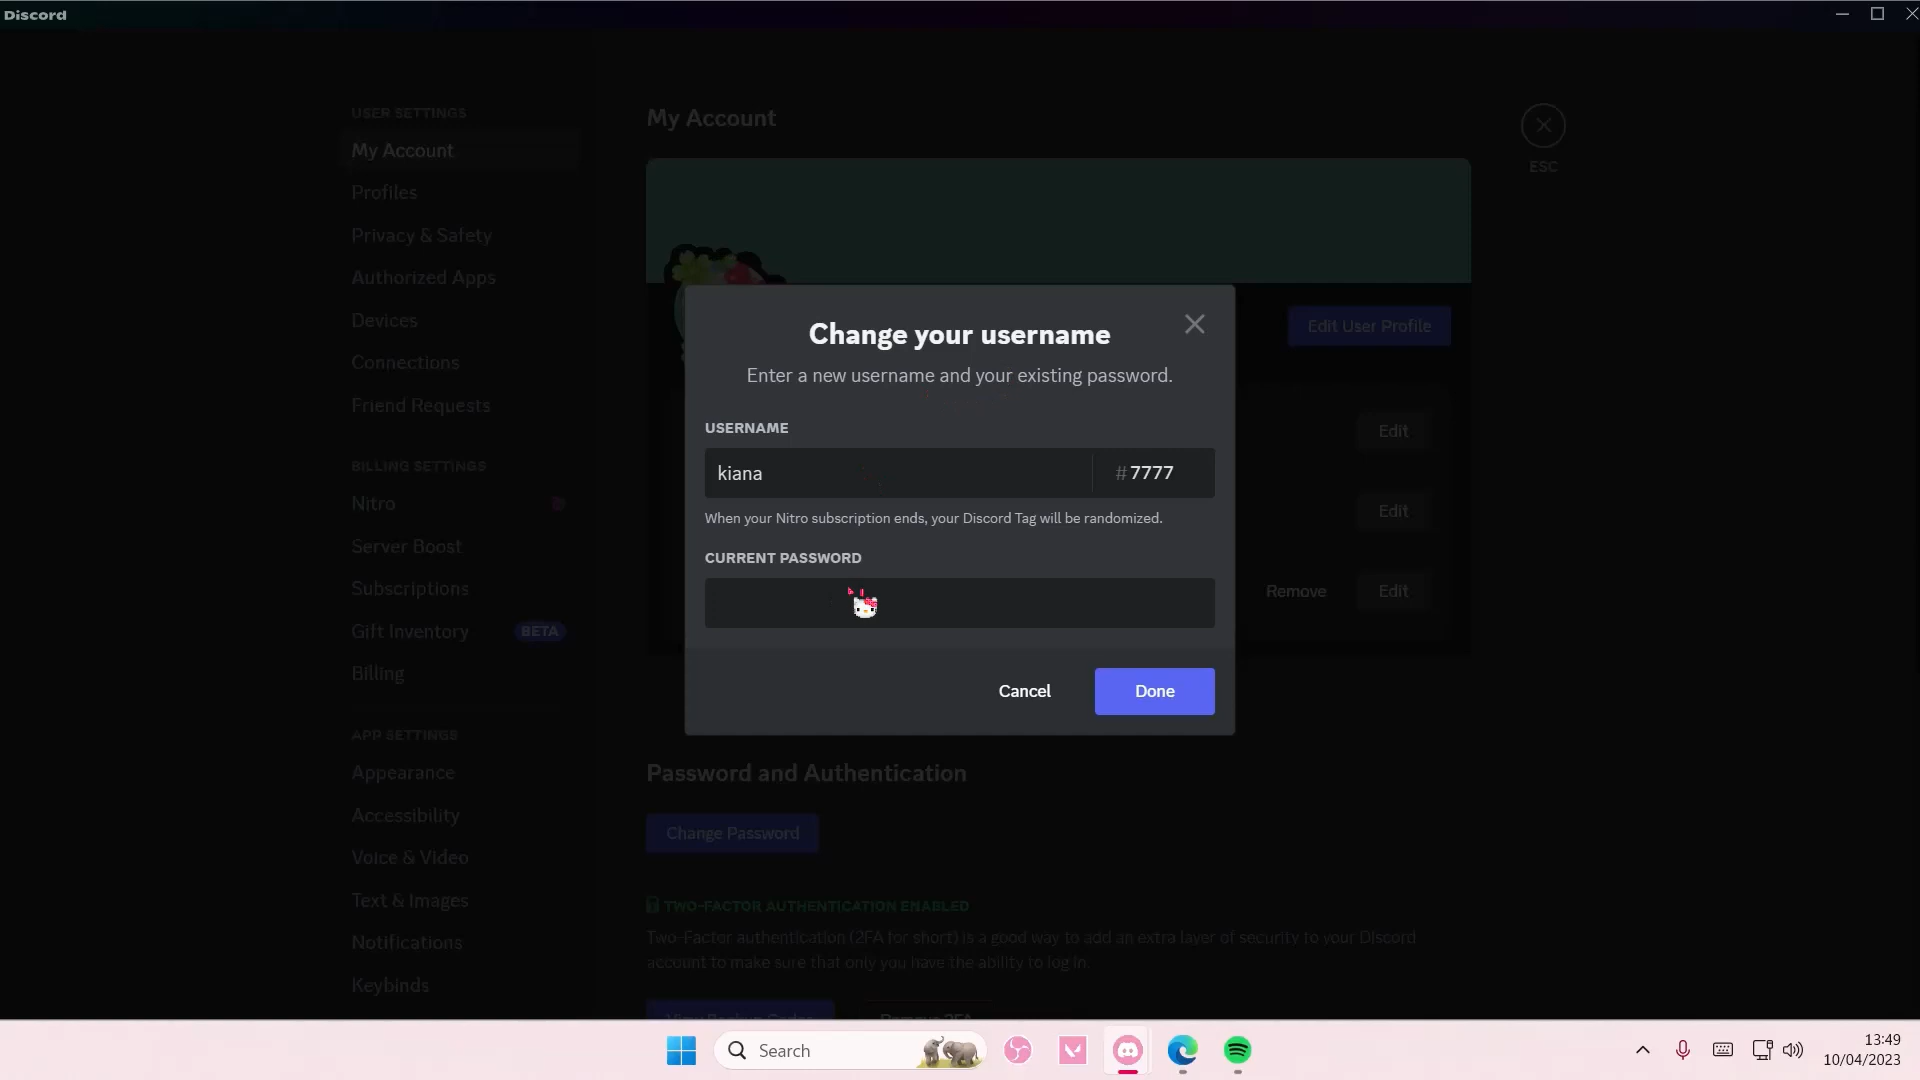 Discord
USER SETTINGS
My Account
Profiles
Privacy & Safety
Authorized Apps
Devices
Connections
Friend Requests
BILLING SETTINGS
Nitro
Server Boost
Subscriptions
Gift Inventory BETA
Billing
APP SETTINGS
Appearance
Accessibility
Voice & Video
Text & Images
Notifications
Keybinds
My Account
ESC
Edit User Profile
Edit
Edit
Remove Edit
Change your username
Enter a new username and your existing password.
USERNAME
kiana #7777
When your Nitro subscription ends, your Discord Tag will be randomized.
CURRENT PASSWORD
Cancel Done
Password and Authentication
Change Password
TWO-FACTOR AUTHENTICATION ENABLED
Two-Factor authentication (2FA for short) is a good way to add an extra layer of security to your Discord
account to make sure that only you have the ability to log in.
View Backup Codes Remove 2FA
Search
13:49
10/04/2023